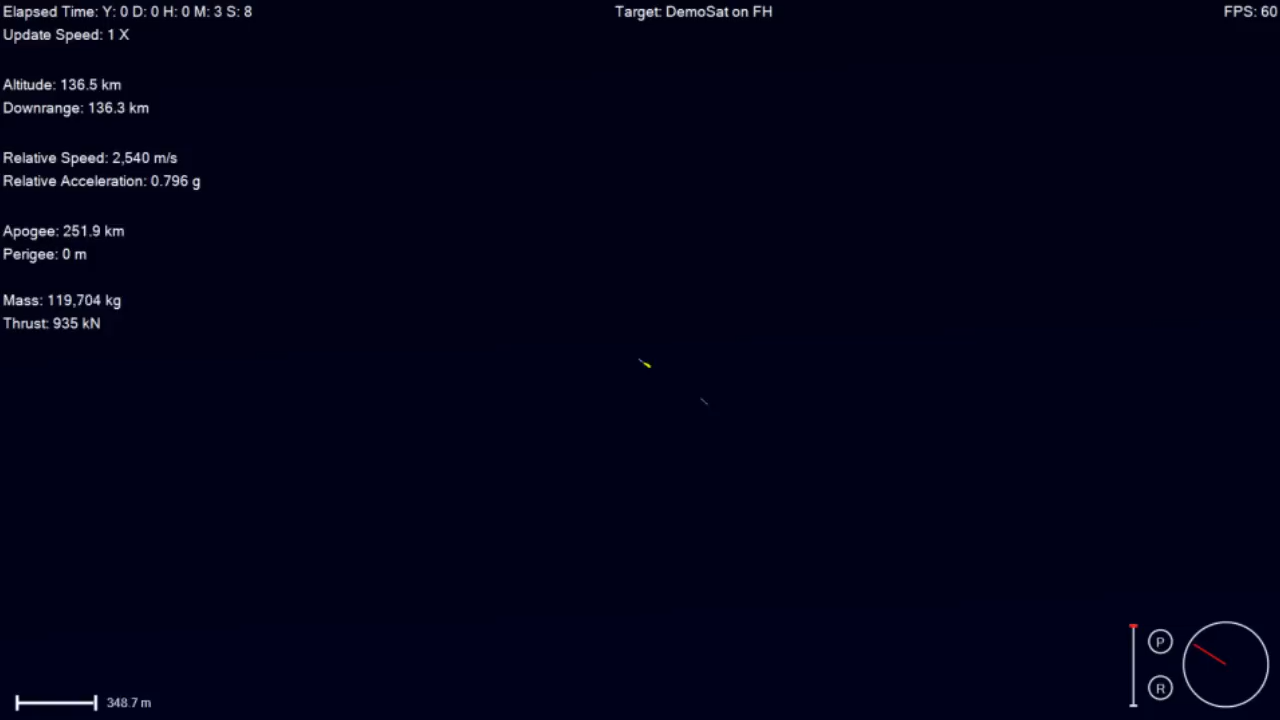 Elapsed Time: Y: 0 D: 0 H: 0 M: 3 S: 8
Target: DemoSat on FH
FPS: 60
Update Speed: 1 X
Altitude: 136.5 km
Downrange: 136.3 km
Relative Speed: 2,540 m/s
Relative Acceleration: 0.796 g
Apogee: 251.9 km
Perigee: 0 m
Mass: 119,704 kg
Thrust: 935 kN
P
R
348.7 m